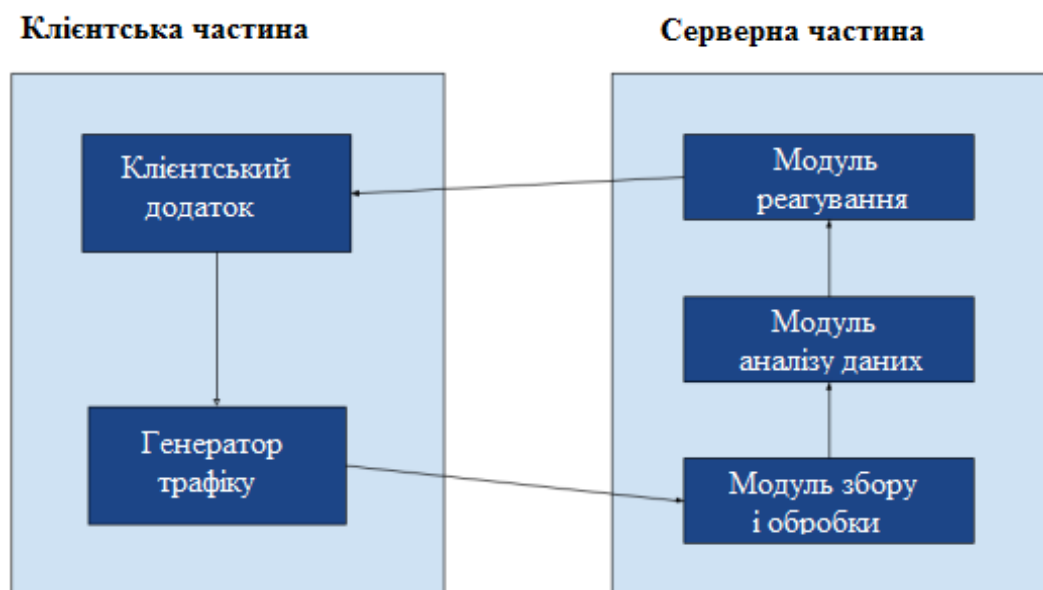 Клієнтська частина
Серверна частина
Клієнтський
додаток
Генератор
трафіку
Модуль
реагування
Модуль
аналізу даних
Модуль збору
і обробки